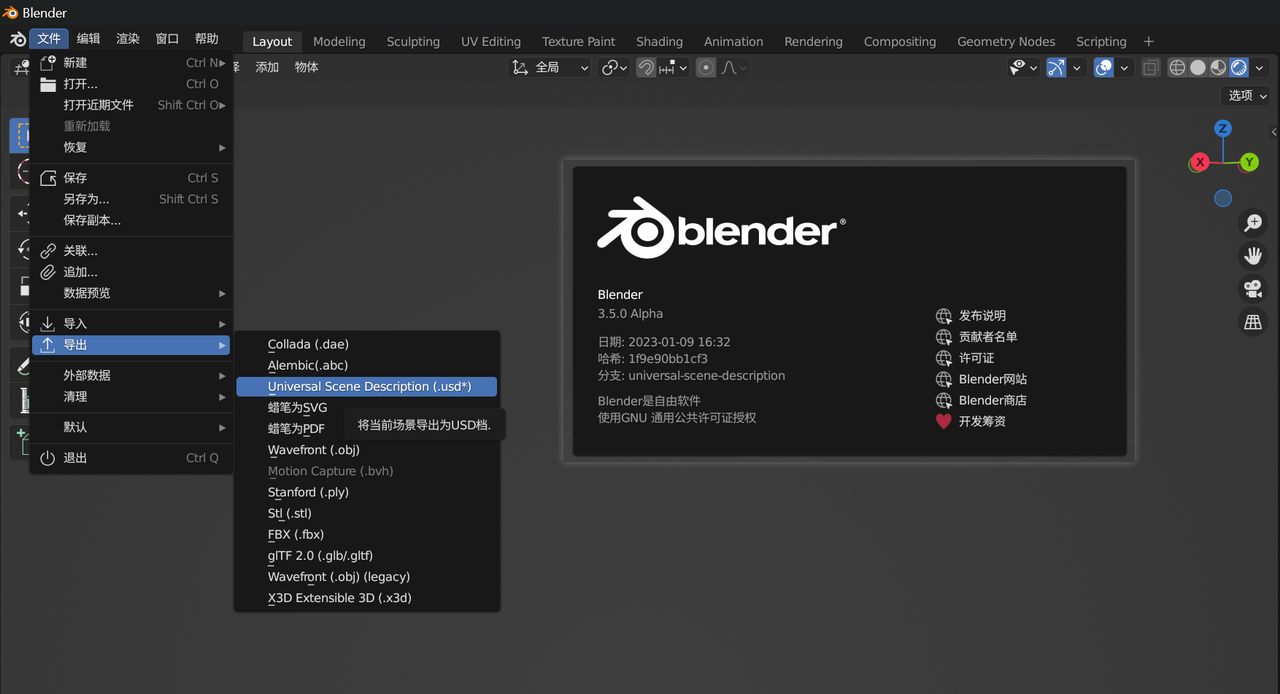 Blender
文件 编辑 渲染 窗口 帮助 Layout Modeling Sculpting UV Editing Texture Paint Shading Animation Rendering Compositing Geometry Nodes Scripting +
添加 物体 全局
选项
新建 Ctrl N
打开... Ctrl O
打开近期文件 Shift Ctrl O
重新加载
恢复
保存 Ctrl S
另存为... Shift Ctrl S
保存副本...
关联...
追加...
数据预览
导入
导出
外部数据
清理
默认
退出 Ctrl Q
Collada (.dae)
Alembic(.abc)
Universal Scene Description (.usd*)
蜡笔为SVG
蜡笔为PDF
将当前场景导出为USD档.
Wavefront (.obj)
Motion Capture (.bvh)
Stanford (.ply)
Stl (.stl)
FBX (.fbx)
glTF 2.0 (.glb/.gltf)
Wavefront (.obj) (legacy)
X3D Extensible 3D (.x3d)
blender®
Blender
3.5.0 Alpha
日期: 2023-01-09 16:32
哈希: 1f9e90bb1cf3
分支: universal-scene-description
Blender是自由软件
使用GNU 通用公共许可证授权
发布说明
贡献者名单
许可证
Blender网站
Blender商店
开发筹资
Z
X
Y